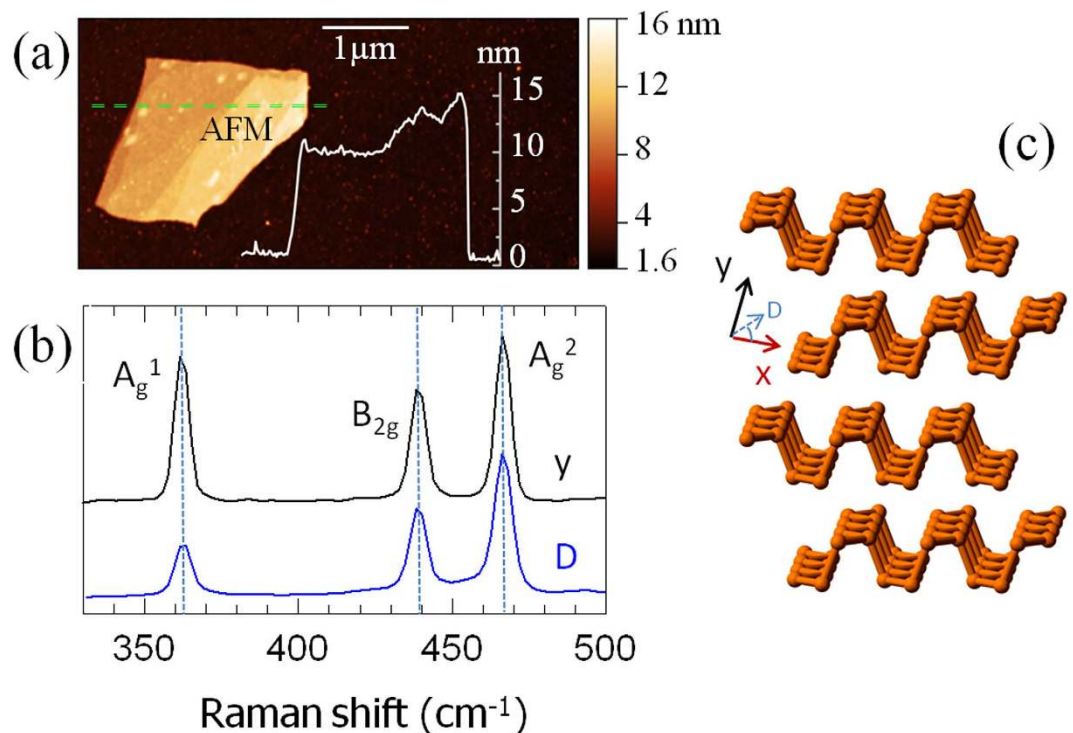 (a)
1µm
nm
16 nm
15
12
AFM
10
8
5
4
0
1.6
(c)
y
D
x
(b)
A_g^1
B_2g
A_g^2
y
D
350 400 450 500
Raman shift (cm⁻¹)